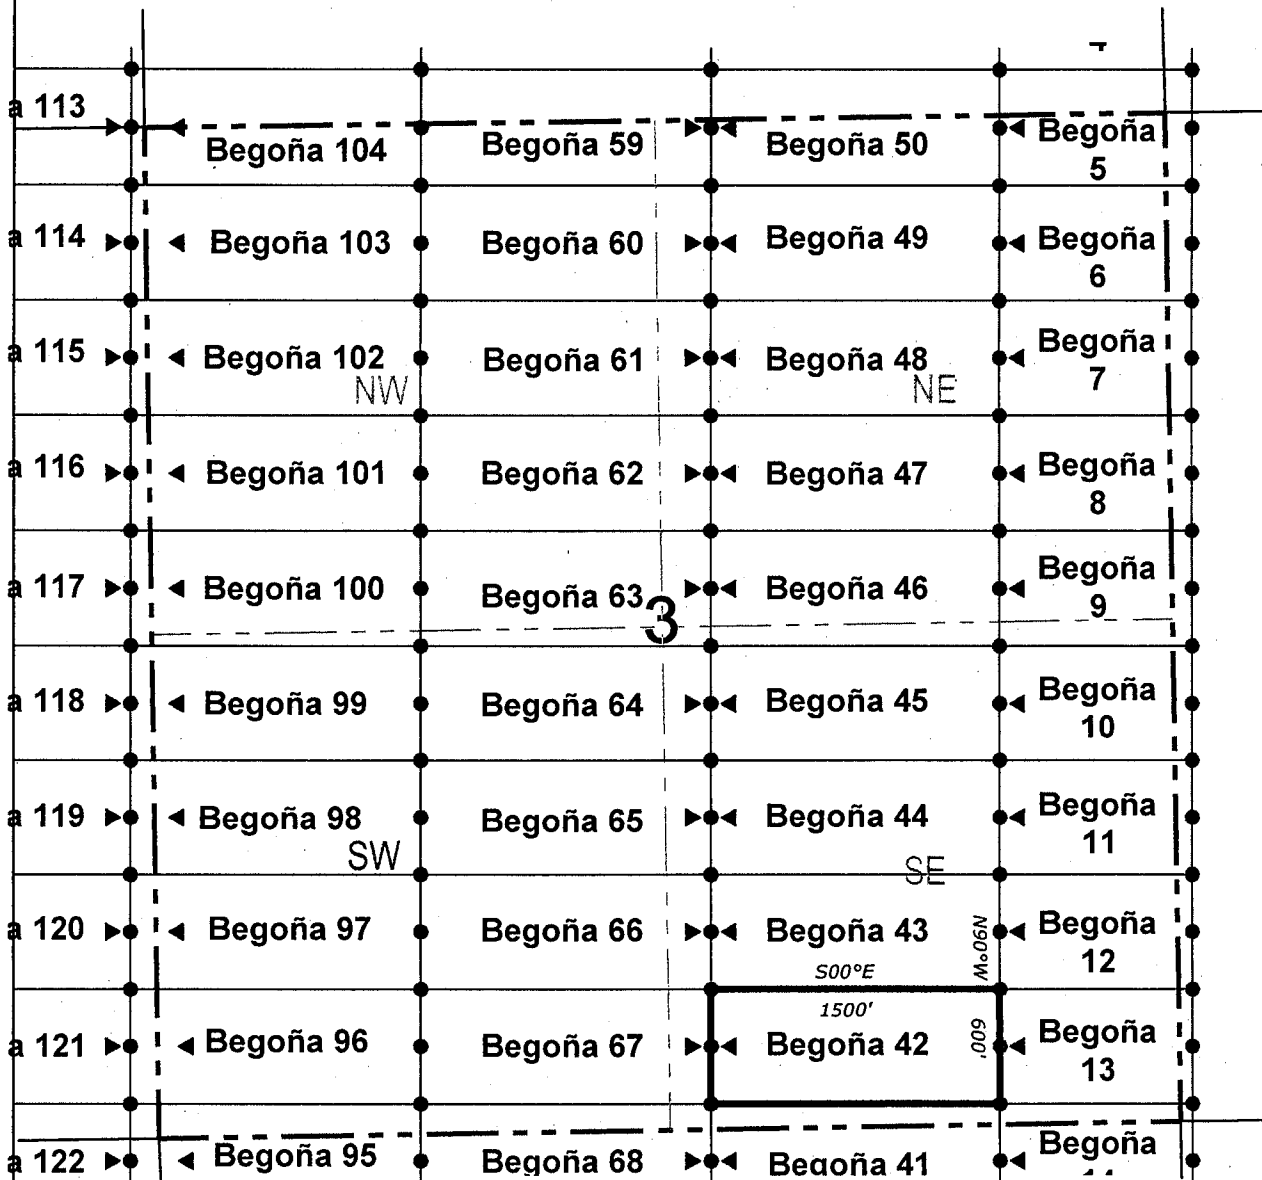 a 113
Begoña 104
Begoña 59
Begoña 50
Begoña
5
a 114
Begoña 103
Begoña 60
Begoña 49
Begoña
6
a 115
Begoña 102
Begoña 61
Begoña 48
Begoña
7
NW
NE
a 116
Begoña 101
Begoña 62
Begoña 47
Begoña
8
a 117
Begoña 100
Begoña 63
Begoña 46
Begoña
9
3
a 118
Begoña 99
Begoña 64
Begoña 45
Begoña
10
a 119
Begoña 98
Begoña 65
Begoña 44
Begoña
11
SW
SE
a 120
Begoña 97
Begoña 66
Begoña 43
N90°W
Begoña
12
S00°E
1500'
a 121
Begoña 96
Begoña 67
Begoña 42
600'
Begoña
13
a 122
Begoña 95
Begoña 68
Begoña 41
Begoña